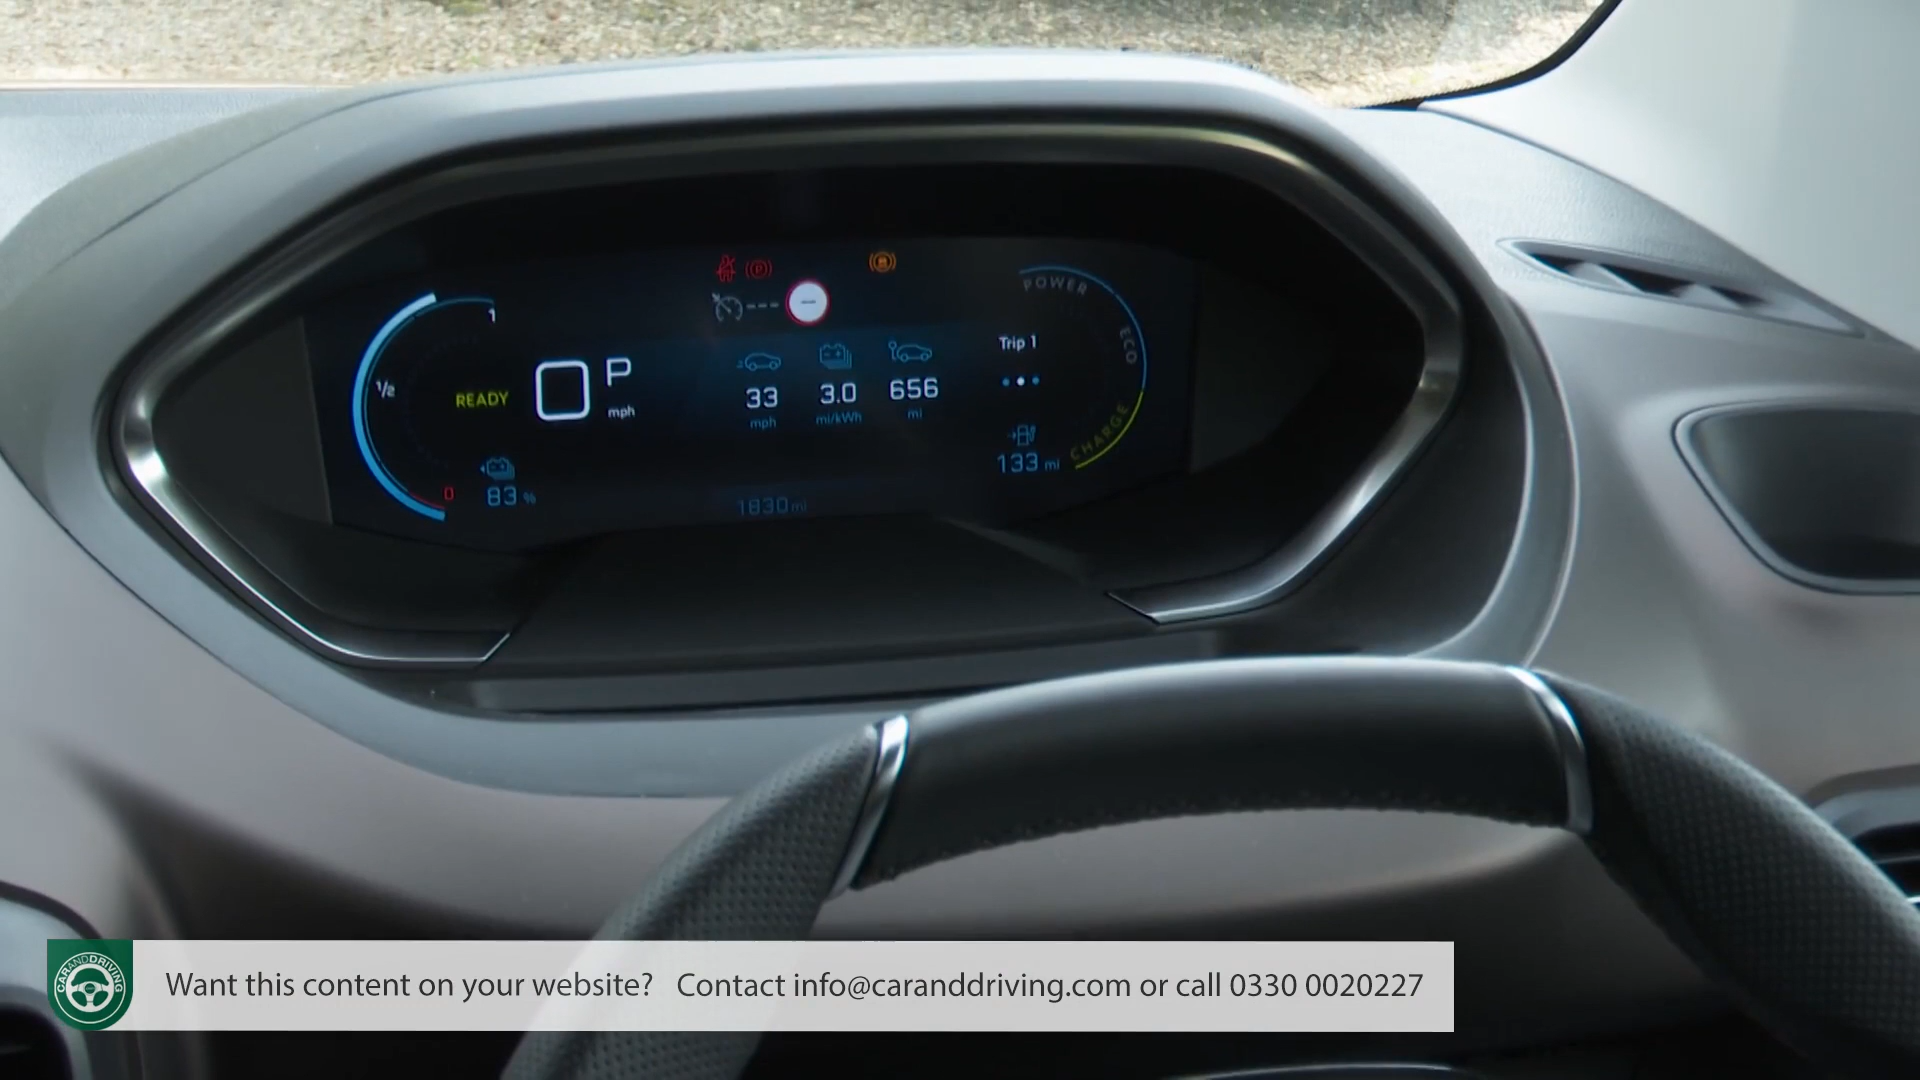 POWER
1
--- –
Trip 1
ECO
1/2
READY 0 P
mph
33 3.0 656
mph mi/kWh mi
CHARGE
0
83 %
133 mi
1830 mi
CARANDDRIVING
Want this content on your website? Contact info@caranddriving.com or call 0330 0020227